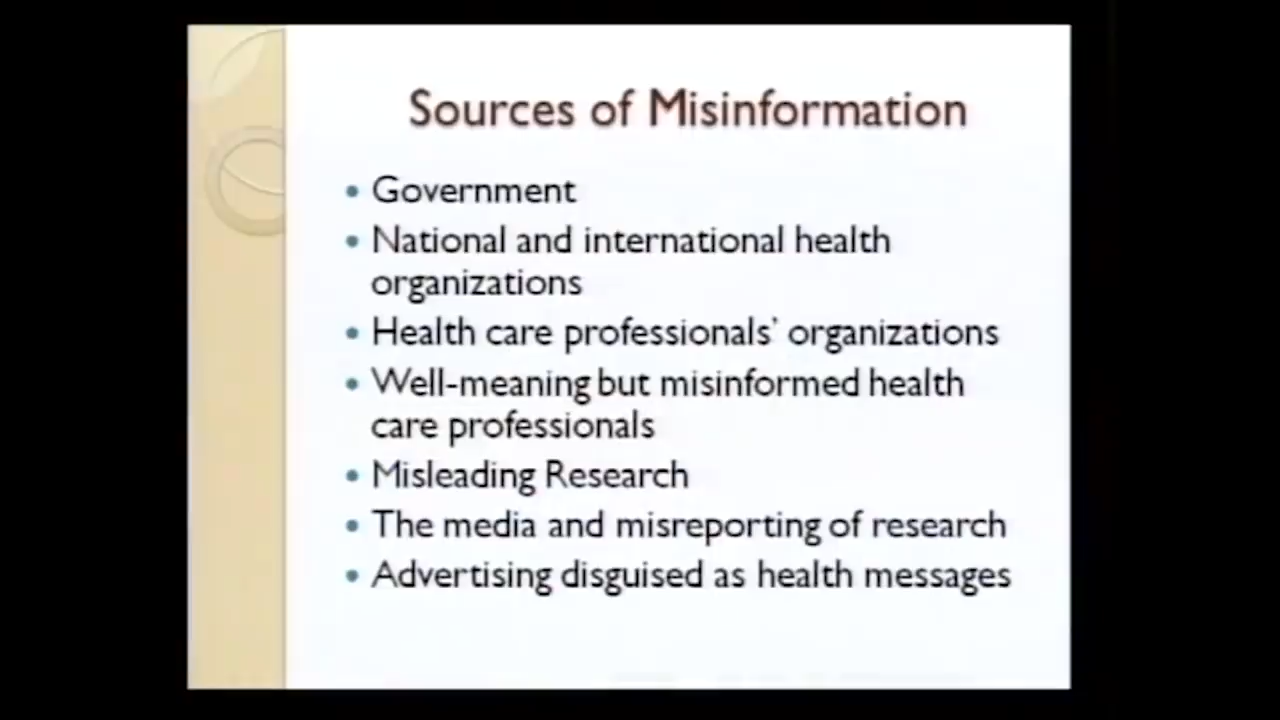 Sources of Misinformation
• Government
• National and international health
organizations
• Health care professionals’ organizations
• Well-meaning but misinformed health
care professionals
• Misleading Research
• The media and misreporting of research
• Advertising disguised as health messages